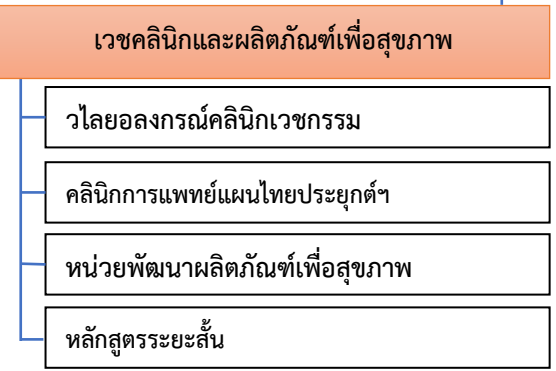 เวชคลินิกและผลิตภัณฑ์เพื่อสุขภาพ
วไลยอลงกรณ์คลินิกเวชกรรม
คลินิกการแพทย์แผนไทยประยุกต์ฯ
หน่วยพัฒนาผลิตภัณฑ์เพื่อสุขภาพ
หลักสูตรระยะสั้น